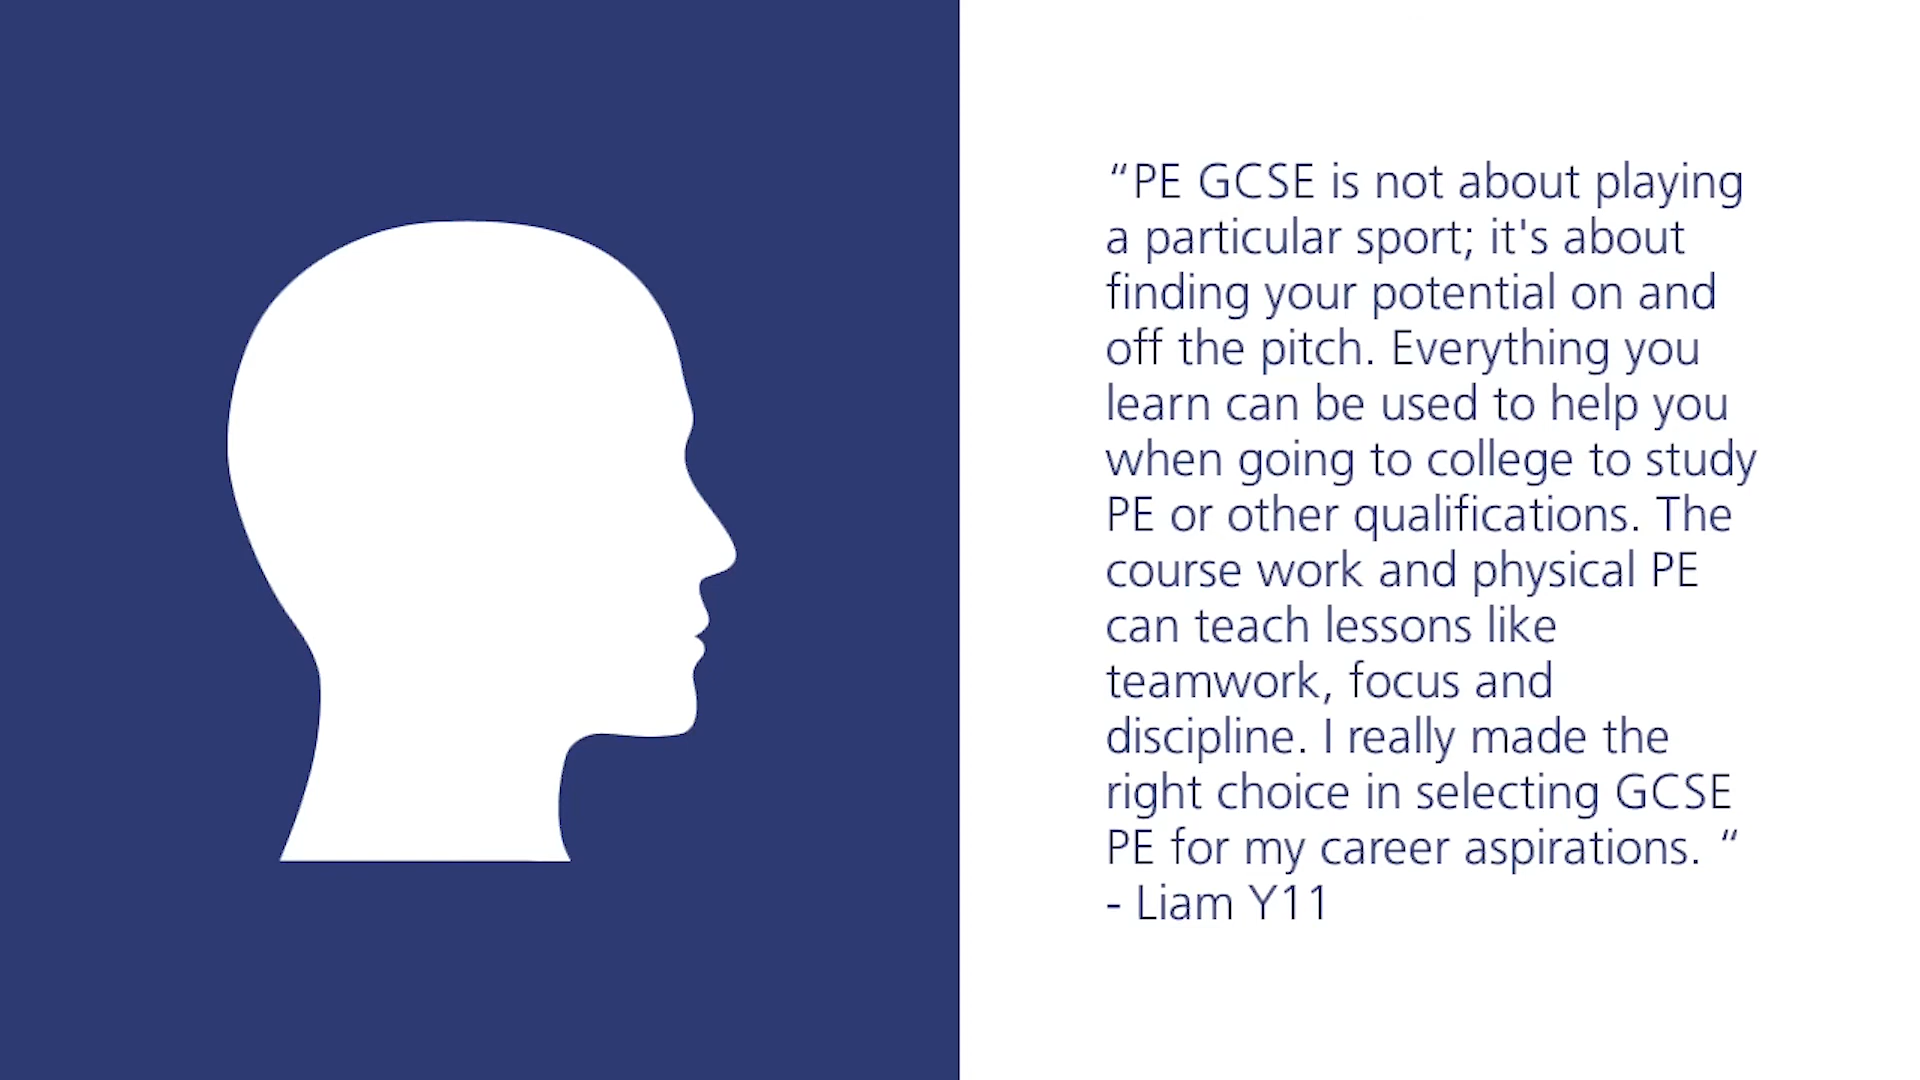 “PE GCSE is not about playing
a particular sport; it's about
finding your potential on and
off the pitch. Everything you
learn can be used to help you
when going to college to study
PE or other qualifications. The
course work and physical PE
can teach lessons like
teamwork, focus and
discipline. I really made the
right choice in selecting GCSE
PE for my career aspirations. “
- Liam Y11